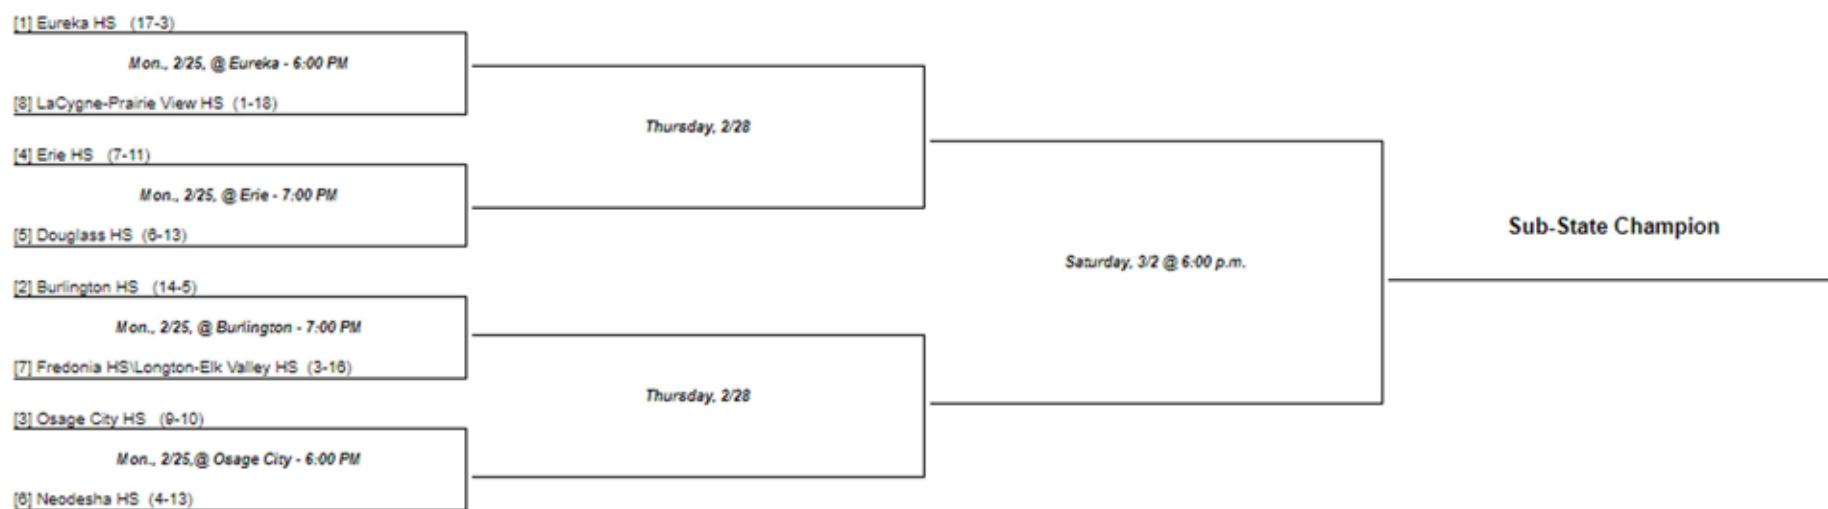 [1] Eureka HS (17-3)
Mon., 2/25, @ Eureka - 6:00 PM
[8] LaCygne-Prairie View HS (1-18)
Thursday, 2/28
[4] Erie HS (7-11)
Mon., 2/25, @ Erie - 7:00 PM
[5] Douglass HS (6-13)
Sub-State Champion
Saturday, 3/2 @ 6:00 p.m.
[2] Burlington HS (14-5)
Mon., 2/25, @ Burlington - 7:00 PM
[7] Fredonia HS\Longton-Elk Valley HS (3-16)
Thursday, 2/28
[3] Osage City HS (9-10)
Mon., 2/25,@ Osage City - 6:00 PM
[6] Neodesha HS (4-13)